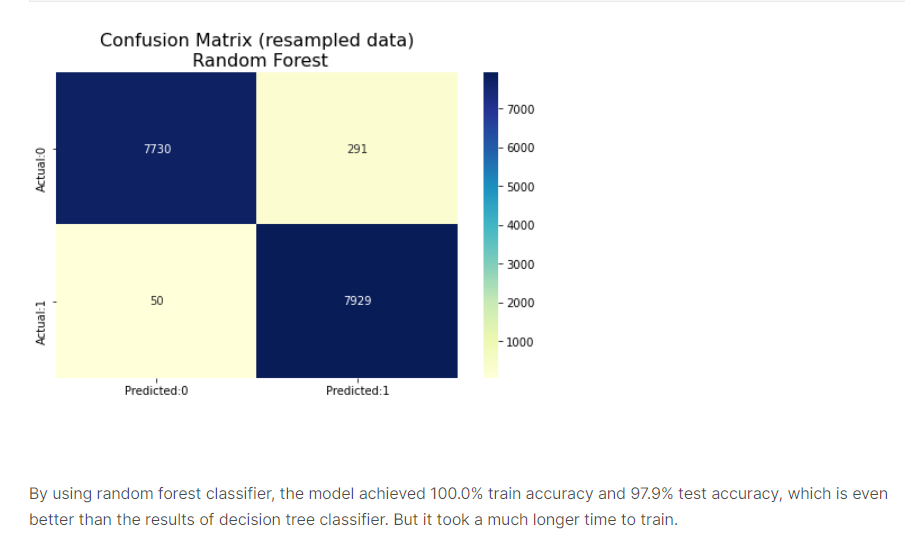 Confusion Matrix (resampled data)
Random Forest
Actual:0
7730
291
Actual:1
50
7929
Predicted:0
Predicted:1
7000
6000
5000
4000
3000
2000
1000
By using random forest classifier, the model achieved 100.0% train accuracy and 97.9% test accuracy, which is even
better than the results of decision tree classifier. But it took a much longer time to train.